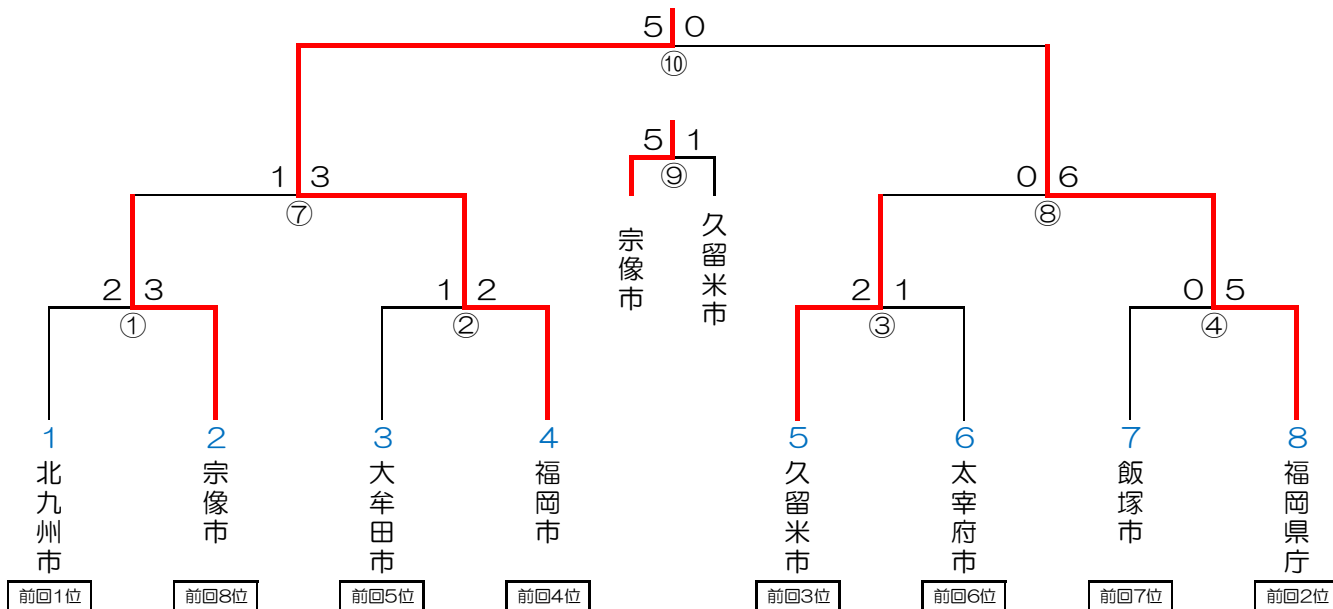 5 0
⑩
5 1
⑨
1 3
⑦
0 6
⑧
宗像市
久留米市
2 3
①
1 2
②
2 1
③
0 5
④
1 2 3 4 5 6 7 8
北九州市
宗像市
大牟田市
福岡市
久留米市
太宰府市
飯塚市
福岡県庁
前回1位 前回8位 前回5位 前回4位 前回3位 前回6位 前回7位 前回2位